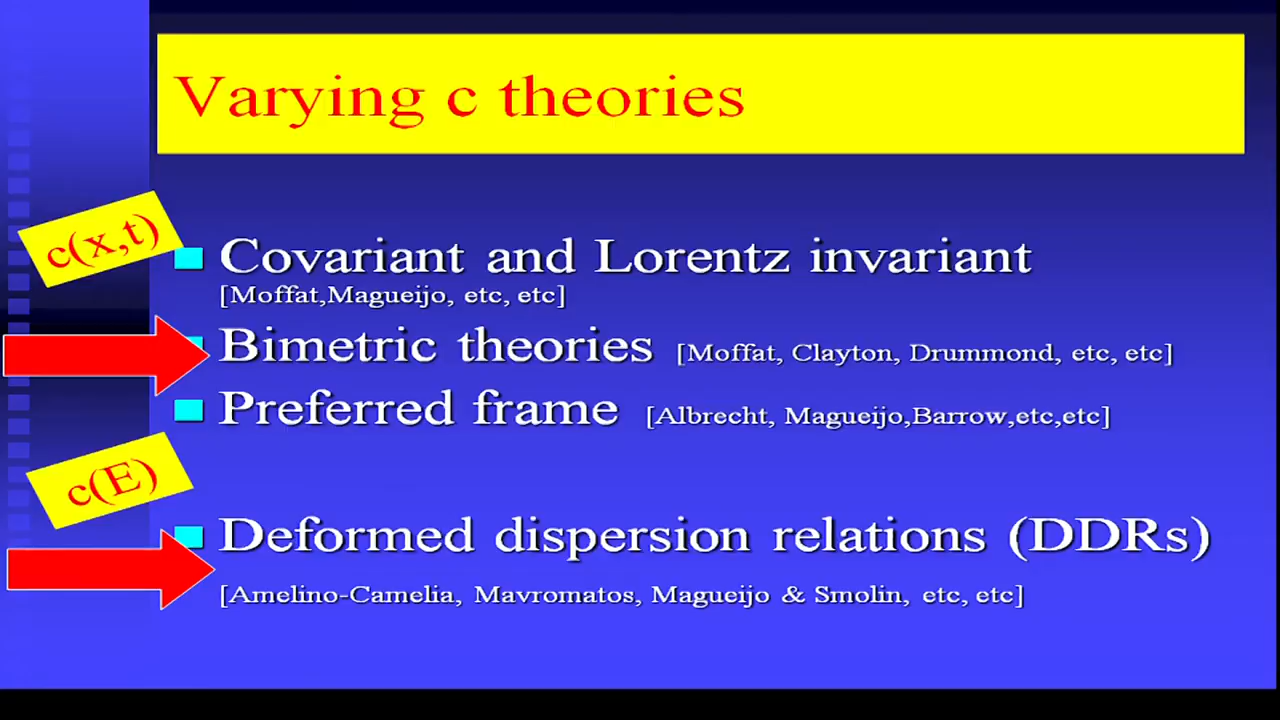 Varying c theories
c(x,t)
Covariant and Lorentz invariant
[Moffat,Magueijo, etc, etc]
Bimetric theories [Moffat, Clayton, Drummond, etc, etc]
Preferred frame [Albrecht, Magueijo,Barrow,etc,etc]
c(E)
Deformed dispersion relations (DDRs)
[Amelino-Camelia, Mavromatos, Magueijo & Smolin, etc, etc]